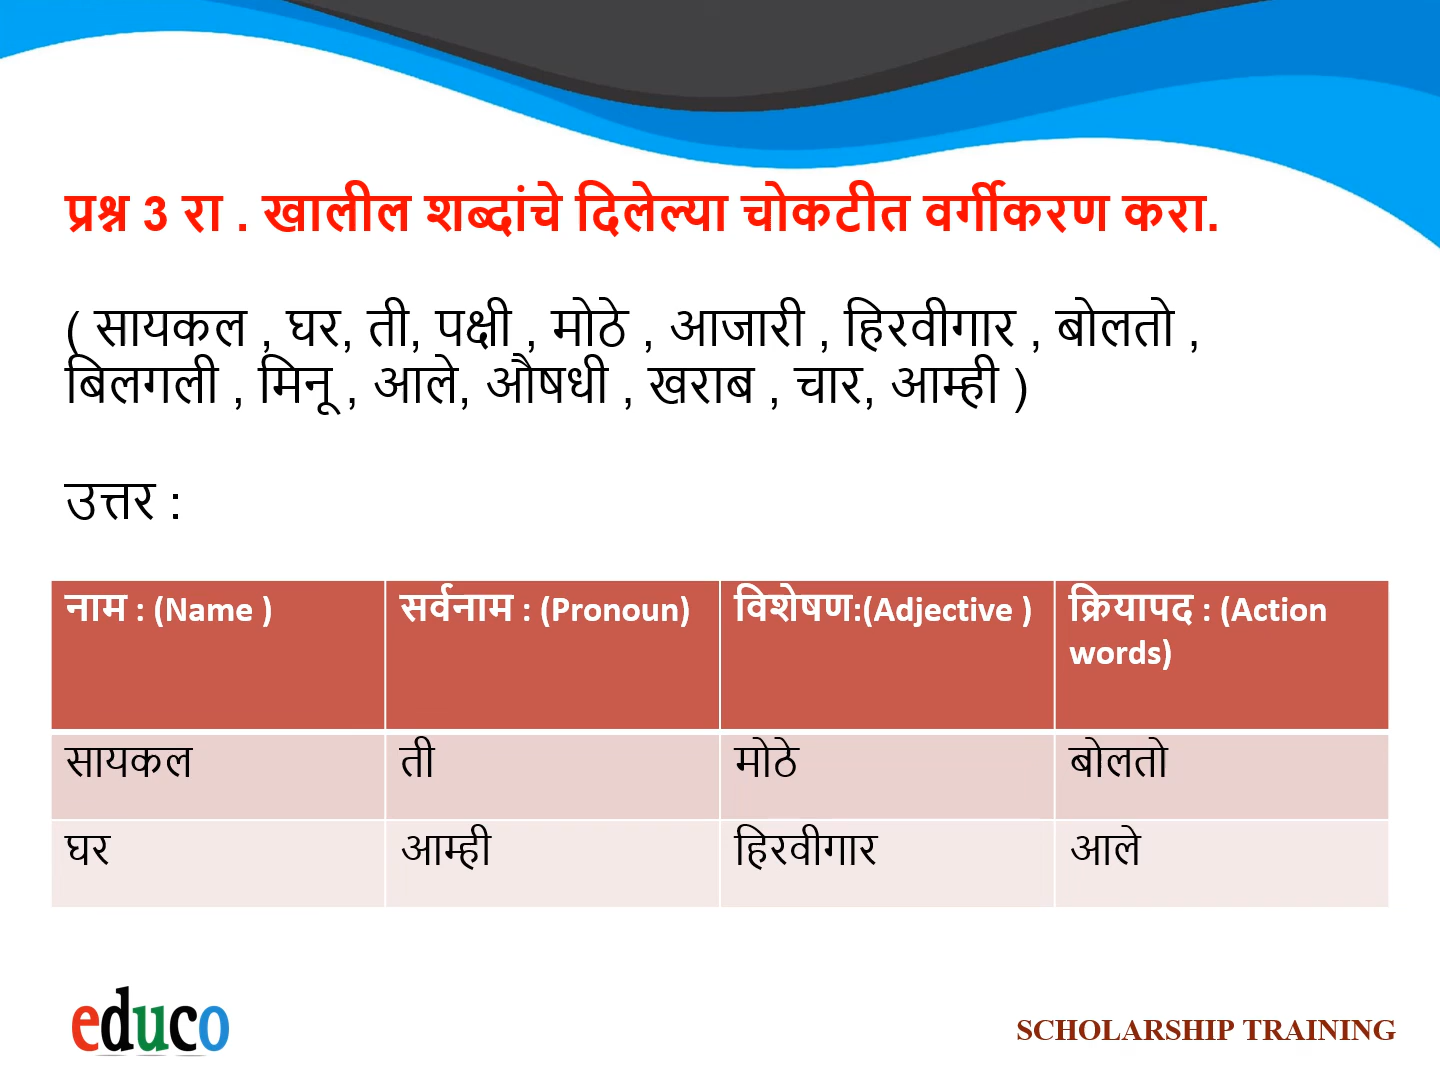 प्रश्न 3 रा . खालील शब्दांचे दिलेल्या चोकटीत वर्गीकरण करा.
( सायकल , घर, ती, पक्षी , मोठे , आजारी , हिरवीगार , बोलतो ,
बिलगली , मिनू , आले, औषधी , खराब , चार, आम्ही )
उत्तर :
नाम : (Name ) सर्वनाम : (Pronoun) विशेषण:(Adjective ) क्रियापद : (Action
words)
सायकल ती मोठे बोलतो
घर आम्ही हिरवीगार आले
educo
SCHOLARSHIP TRAINING